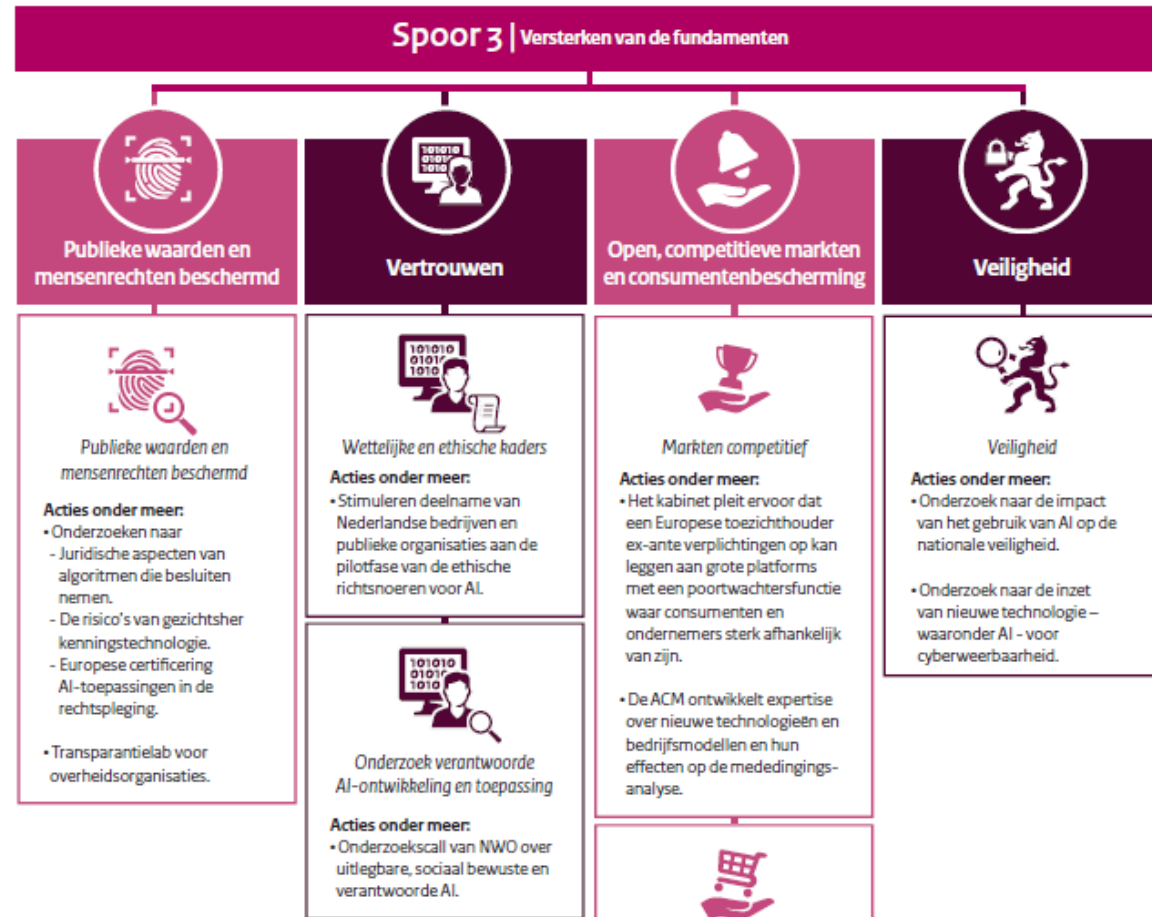 Spoor 3 | Versterken van de fundamenten
Publieke waarden en
mensenrechten beschermd
Publieke waarden en
mensenrechten beschermd
Acties onder meer:
• Onderzoeken naar
- Juridische aspecten van
algoritmen die besluiten
nemen.
- De risico's van gezichtsher
kenningstechnologie.
- Europese certificering
AI-toepassingen in de
rechtspleging.
• Transparantielab voor
overheidsorganisaties.
101010
01010
1010
Vertrouwen
101010
01010
1010
Wettelijke en ethische kaders
Acties onder meer:
• Stimuleren deelname van
Nederlandse bedrijven en
publieke organisaties aan de
pilotfase van de ethische
richtsnoeren voor AI.
101010
01010
1010
Onderzoek verantwoorde
AI-ontwikkeling en toepassing
Acties onder meer:
• Onderzoekscall van NWO over
uitlegbare, sociaal bewuste en
verantwoorde AI.
Open, competitieve markten
en consumentenbescherming
Markten competitief
Acties onder meer:
• Het kabinet pleit ervoor dat
een Europese toezichthouder
ex-ante verplichtingen op kan
leggen aan grote platforms
met een poortwachtersfunctie
waar consumenten en
ondernemers sterk afhankelijk
van zijn.
• De ACM ontwikkelt expertise
over nieuwe technologieën en
bedrijfsmodellen en hun
effecten op de mededingings-
analyse.
Veiligheid
Veiligheid
Acties onder meer:
• Onderzoek naar de impact
van het gebruik van AI op de
nationale veiligheid.
• Onderzoek naar de inzet
van nieuwe technologie –
waaronder AI - voor
cyberweerbaarheid.